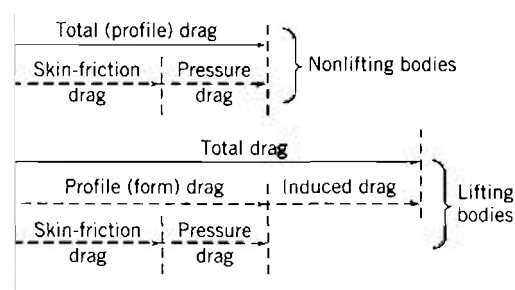 Total (profile) drag
Skin-friction drag
Pressure drag
Nonlifting bodies
Total drag
Profile (form) drag
Induced drag
Skin-friction drag
Pressure drag
Lifting bodies